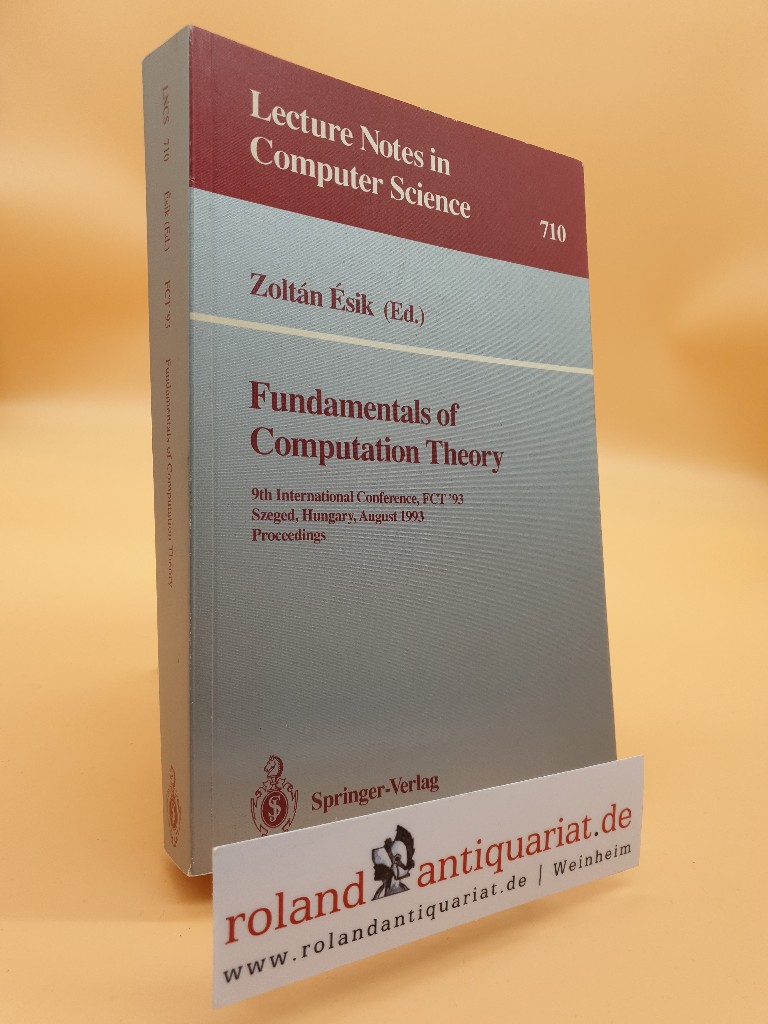 Lecture Notes in
Computer Science
710
Zoltán Ésik (Ed.)
Fundamentals of
Computation Theory
9th International Conference, FCT '93
Szeged, Hungary, August 1993
Proceedings
Springer-Verlag
LNCS 710 Ésik (Ed.) FCT '93 Fundamentals of Computation Theory
roland antiquariat.de
www.rolandantiquariat.de | Weinheim